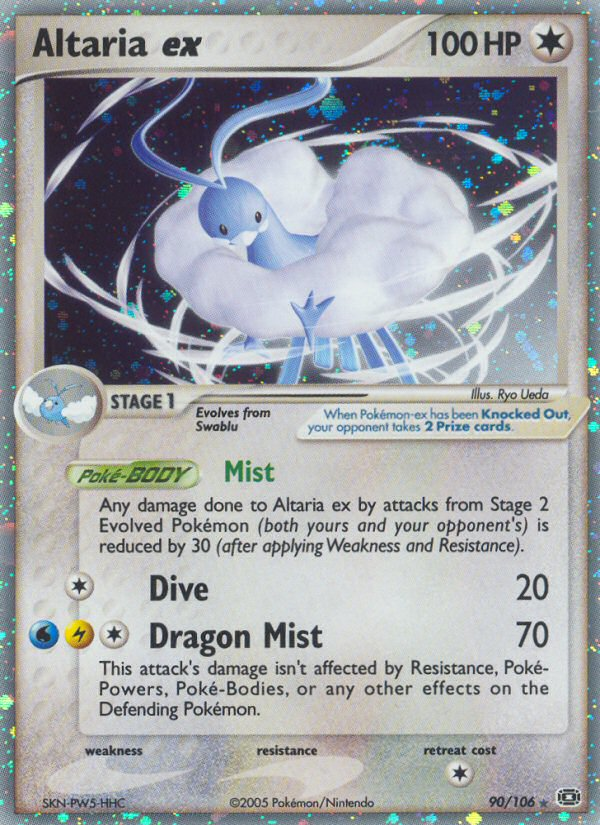 Altaria ex 100 HP
STAGE 1
Evolves from
Swablu
Illus. Ryo Ueda
When Pokémon-ex has been Knocked Out,
your opponent takes 2 Prize cards.
Poké-BODY Mist
Any damage done to Altaria ex by attacks from Stage 2
Evolved Pokémon (both yours and your opponent's) is
reduced by 30 (after applying Weakness and Resistance).
Dive 20
Dragon Mist 70
This attack's damage isn't affected by Resistance, Poké-
Powers, Poké-Bodies, or any other effects on the
Defending Pokémon.
weakness resistance retreat cost
SKN-PW5-HHC ©2005 Pokémon/Nintendo 90/106